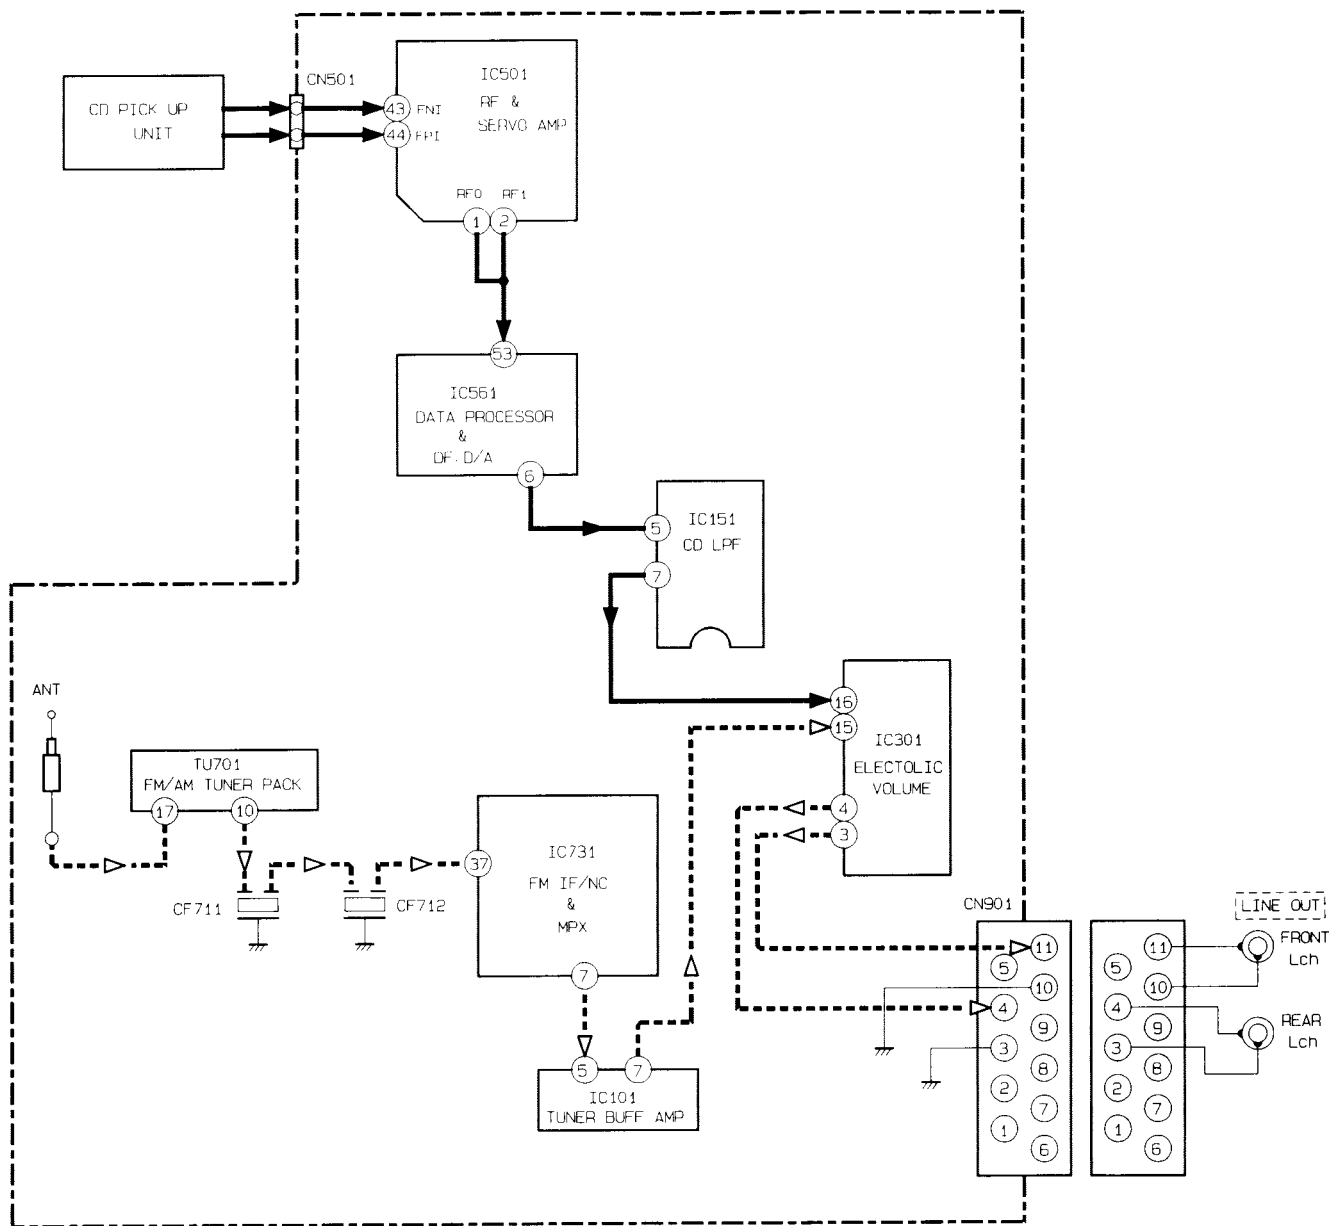 CD PICK UP
UNIT
CN501
IC501
RF &
SERVO AMP
43 FNI
44 FPI
RFO RF1
1 2
53
IC561
DATA PROCESSOR
&
DF. D/A
6
IC151
CD LPF
5
7
ANT
TU701
FM/AM TUNER PACK
17 10
CF711
CF712
IC731
FM IF/NC
&
MPX
37
7
5 7
IC101
TUNER BUFF AMP
16
15
IC301
ELECTOLIC
VOLUME
4
3
CN901
11
5
10
4
9
3
8
2
7
1
6
11
5
10
4
9
3
8
2
7
1
6
LINE OUT
FRONT
Lch
REAR
Lch